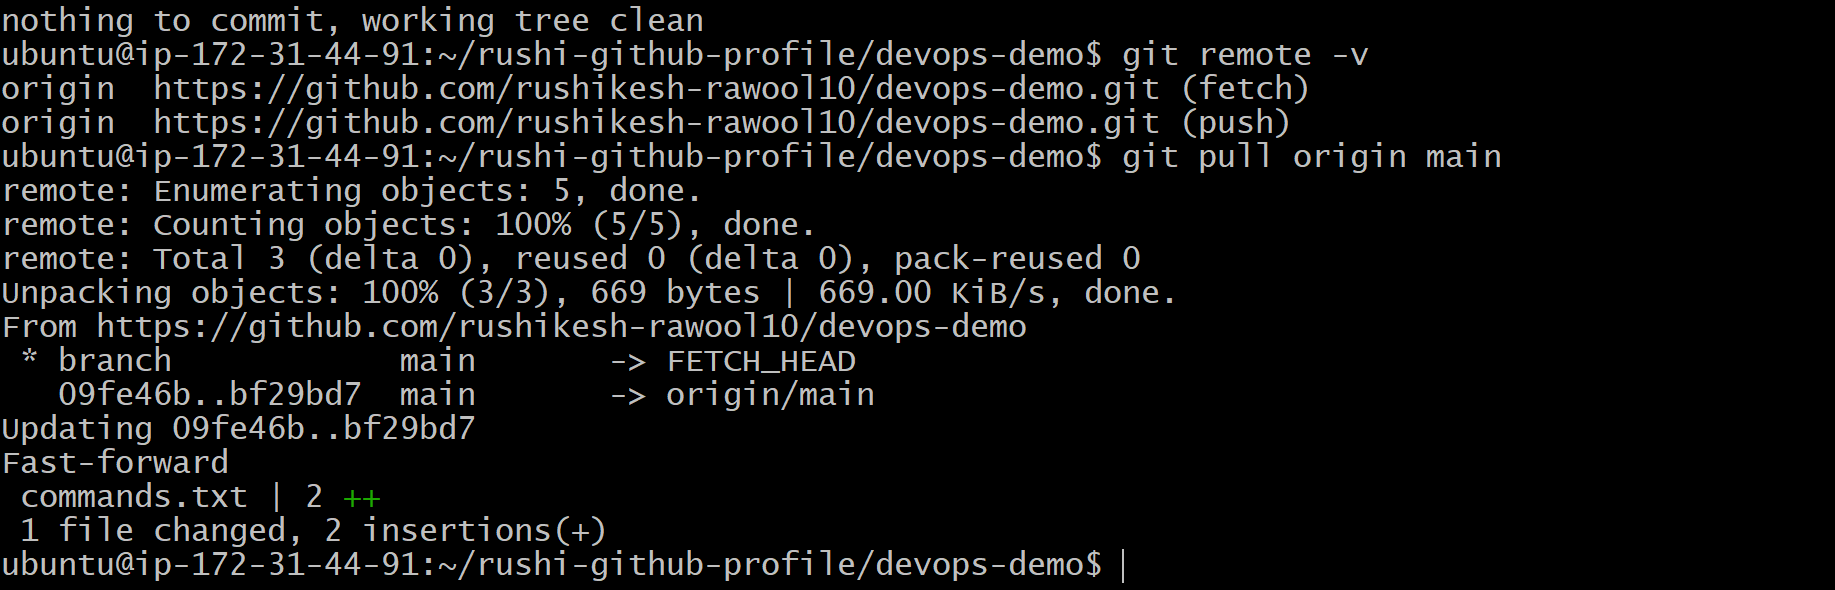 nothing to commit, working tree clean
ubuntu@ip-172-31-44-91:~/rushi-github-profile/devops-demo$ git remote -v
origin  https://github.com/rushikesh-rawool10/devops-demo.git (fetch)
origin  https://github.com/rushikesh-rawool10/devops-demo.git (push)
ubuntu@ip-172-31-44-91:~/rushi-github-profile/devops-demo$ git pull origin main
remote: Enumerating objects: 5, done.
remote: Counting objects: 100% (5/5), done.
remote: Total 3 (delta 0), reused 0 (delta 0), pack-reused 0
Unpacking objects: 100% (3/3), 669 bytes | 669.00 KiB/s, done.
From https://github.com/rushikesh-rawool10/devops-demo
 * branch            main       -> FETCH_HEAD
   09fe46b..bf29bd7  main       -> origin/main
Updating 09fe46b..bf29bd7
Fast-forward
 commands.txt | 2 ++
 1 file changed, 2 insertions(+)
ubuntu@ip-172-31-44-91:~/rushi-github-profile/devops-demo$